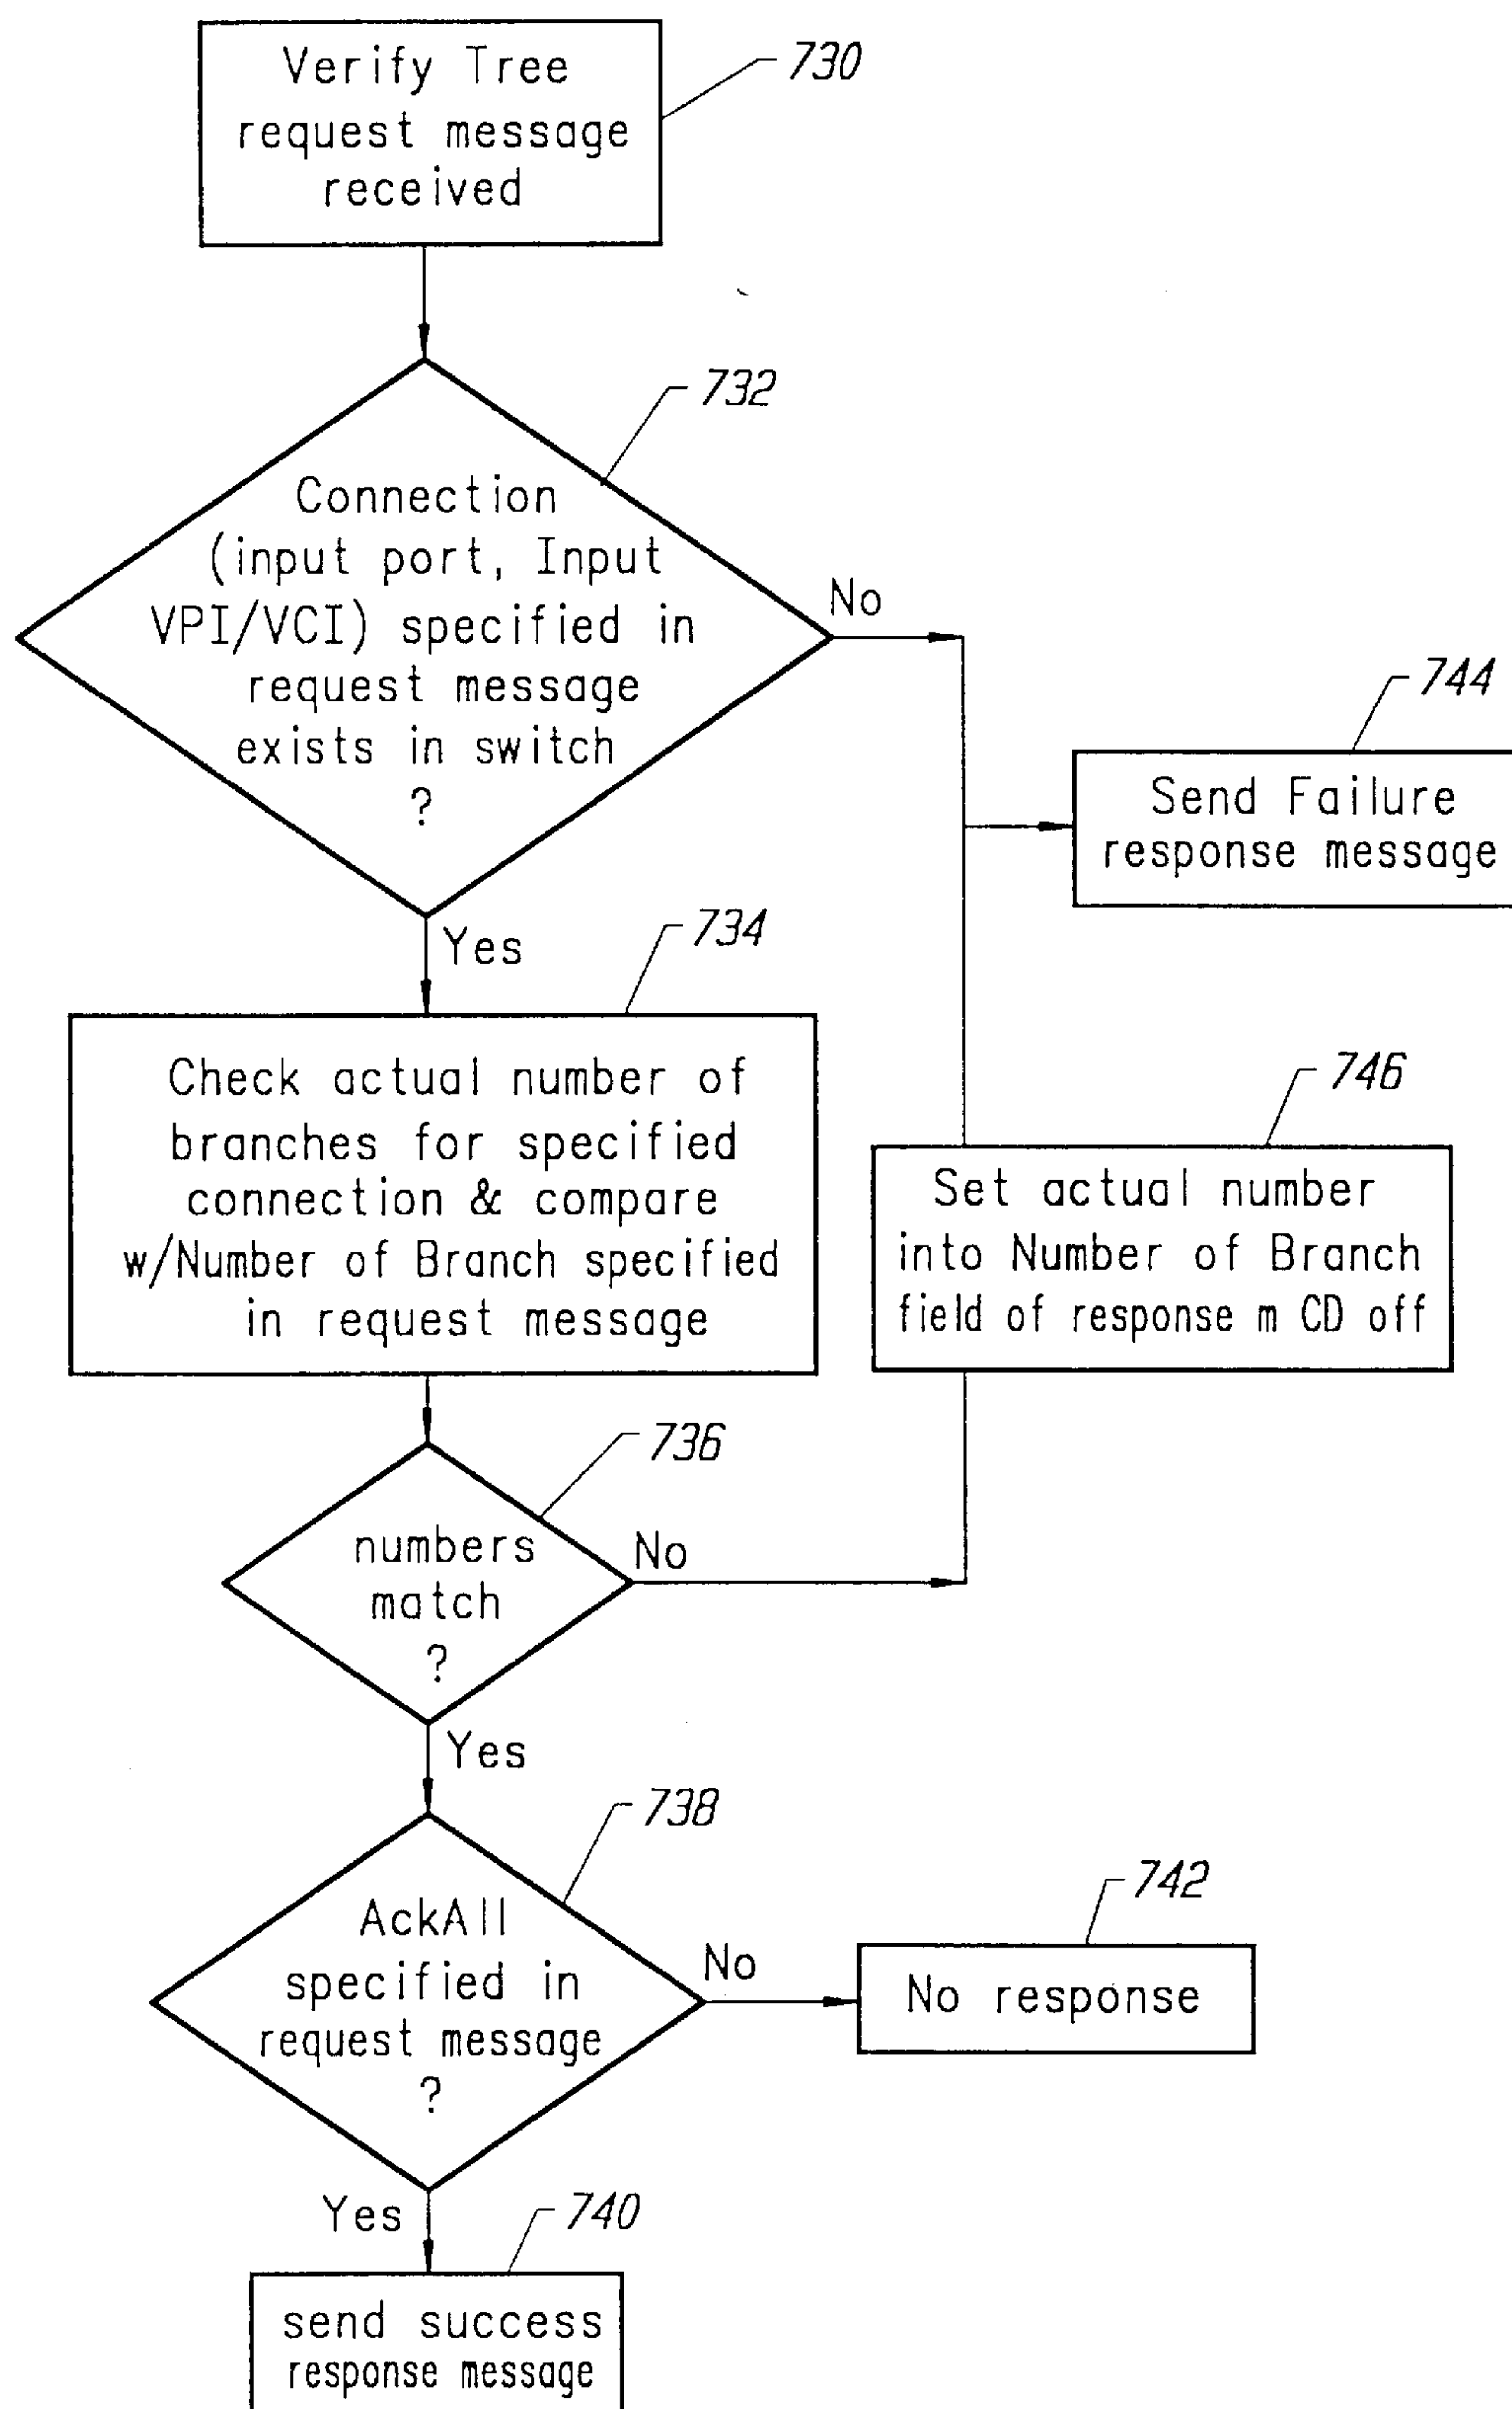 Verify Tree
request message
received
730
732
Connection
(input port, Input
VPI/VCI) specified in
request message
exists in switch
?
No
744
Send Failure
response message
Yes
734
Check actual number of
branches for specified
connection & compare
w/Number of Branch specified
in request message
746
Set actual number
into Number of Branch
field of response m CD off
736
numbers
match
?
No
Yes
738
AckAll
specified in
request message
?
No
742
No response
Yes
740
send success
response message